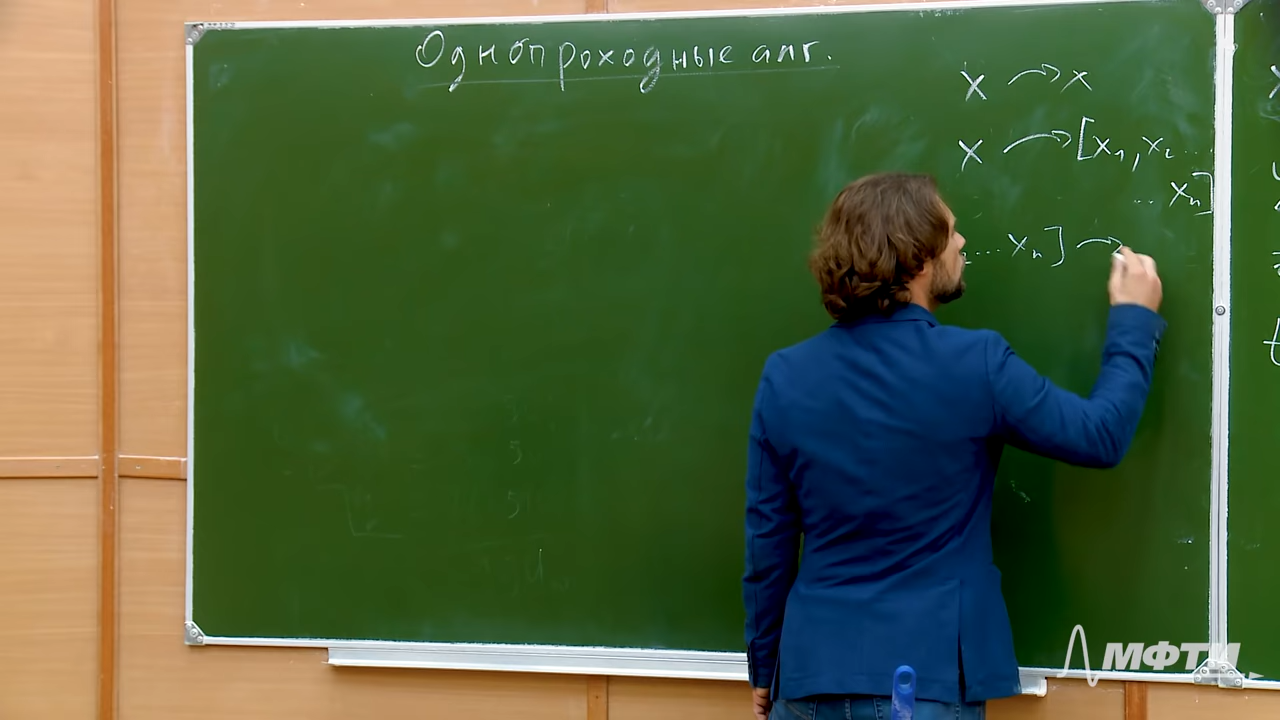 Однопроходные алг.
x → x
x → [x₁, x₂ ...
... xₙ]
... xₙ] →
МФТИ